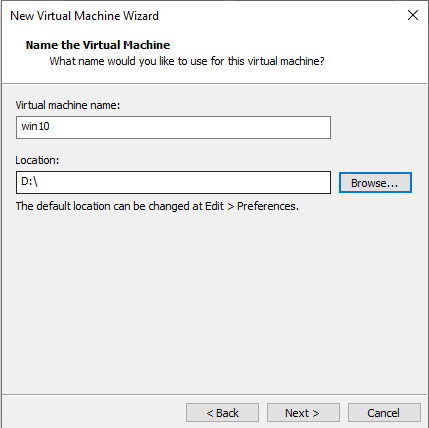 New Virtual Machine Wizard
Name the Virtual Machine
What name would you like to use for this virtual machine?
Virtual machine name:
win10
Location:
D:\
Browse...
The default location can be changed at Edit > Preferences.
< Back
Next >
Cancel